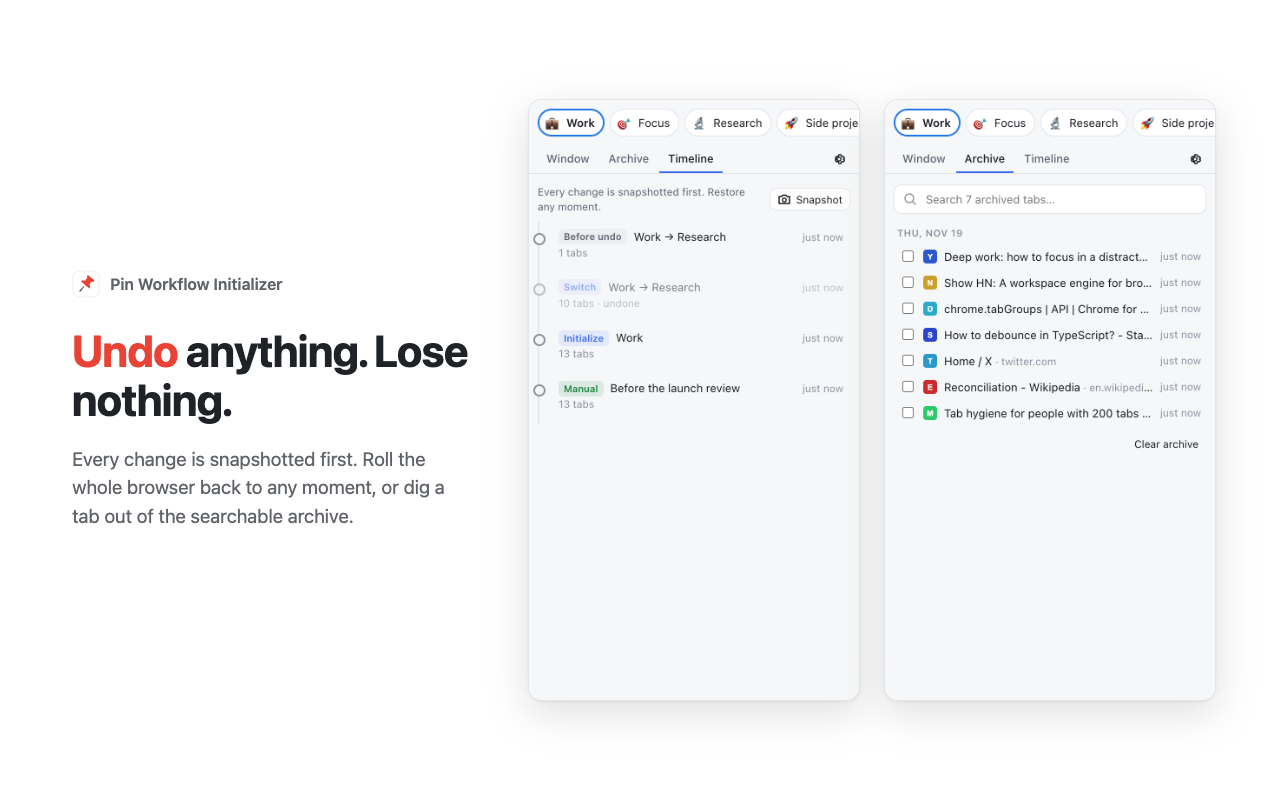 Pin Workflow Initializer
Undo anything. Lose
nothing.
Every change is snapshotted first. Roll the
whole browser back to any moment, or dig a
tab out of the searchable archive.
Work Focus Research Side proje
Window Archive Timeline
Every change is snapshotted first. Restore
any moment.
Snapshot
Before undo Work → Research just now
1 tabs
Switch Work → Research just now
10 tabs · undone
Initialize Work just now
13 tabs
Manual Before the launch review just now
13 tabs
Work Focus Research Side proje
Window Archive Timeline
Search 7 archived tabs...
THU, NOV 19
Y Deep work: how to focus in a distract... just now
N Show HN: A workspace engine for bro... just now
D chrome.tabGroups | API | Chrome for ... just now
S How to debounce in TypeScript? - Sta... just now
T Home / X · twitter.com just now
E Reconciliation - Wikipedia · en.wikipedi... just now
M Tab hygiene for people with 200 tabs ... just now
Clear archive